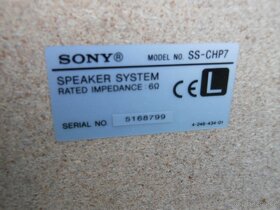 SONY® MODEL NO. SS-CHP7
SPEAKER SYSTEM
RATED IMPEDANCE : 6Ω
CE L
SERIAL NO. 5168799
4-246-434-01